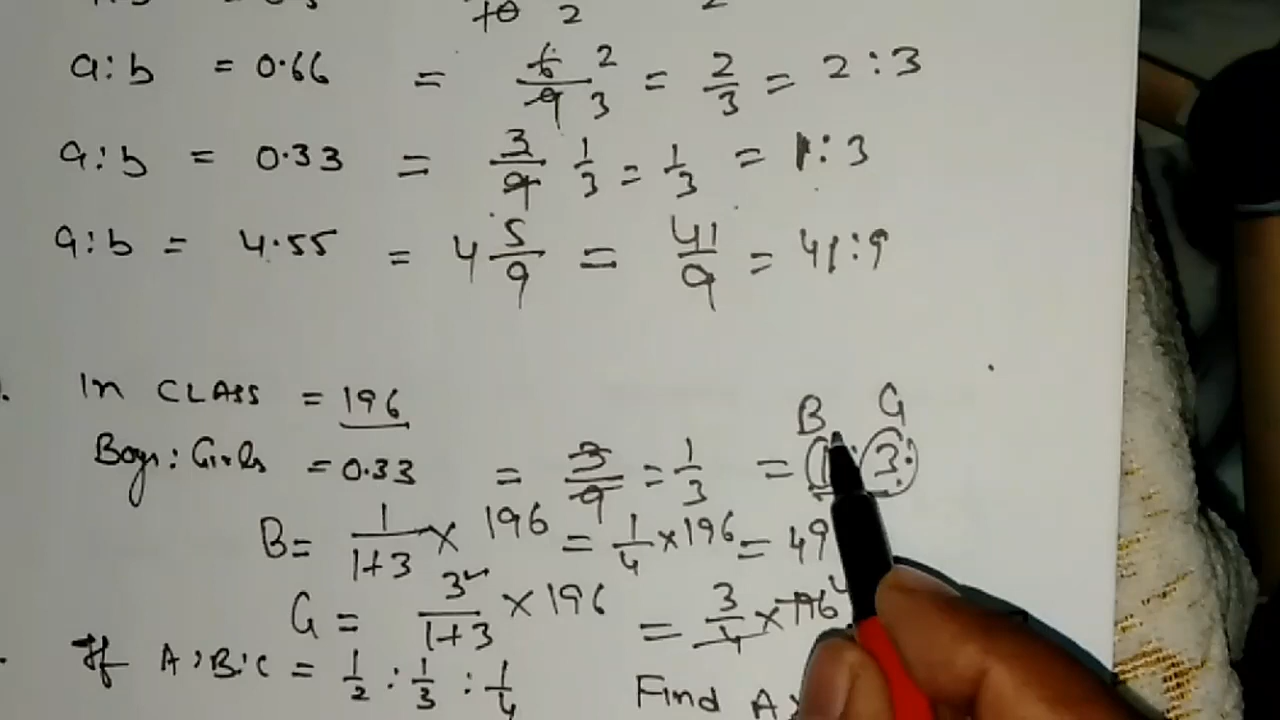 10 2
a:b = 0.66 = 6/9 2/3 = 2/3 = 2:3
a:b = 0.33 = 3/9 1/3 = 1/3 = 1:3
a:b = 4.55 = 4 5/9 = 41/9 = 41:9
In CLASS = 196
B G
Boys: Girls = 0.33 = 3/9 = 1/3 = 1: 3:
B = 1/1+3 × 196 = 1/4 × 196 = 49
G = 3/1+3 × 196 = 3/4 × 196
If A:B:C = 1/2 : 1/3 : 1/4 Find A